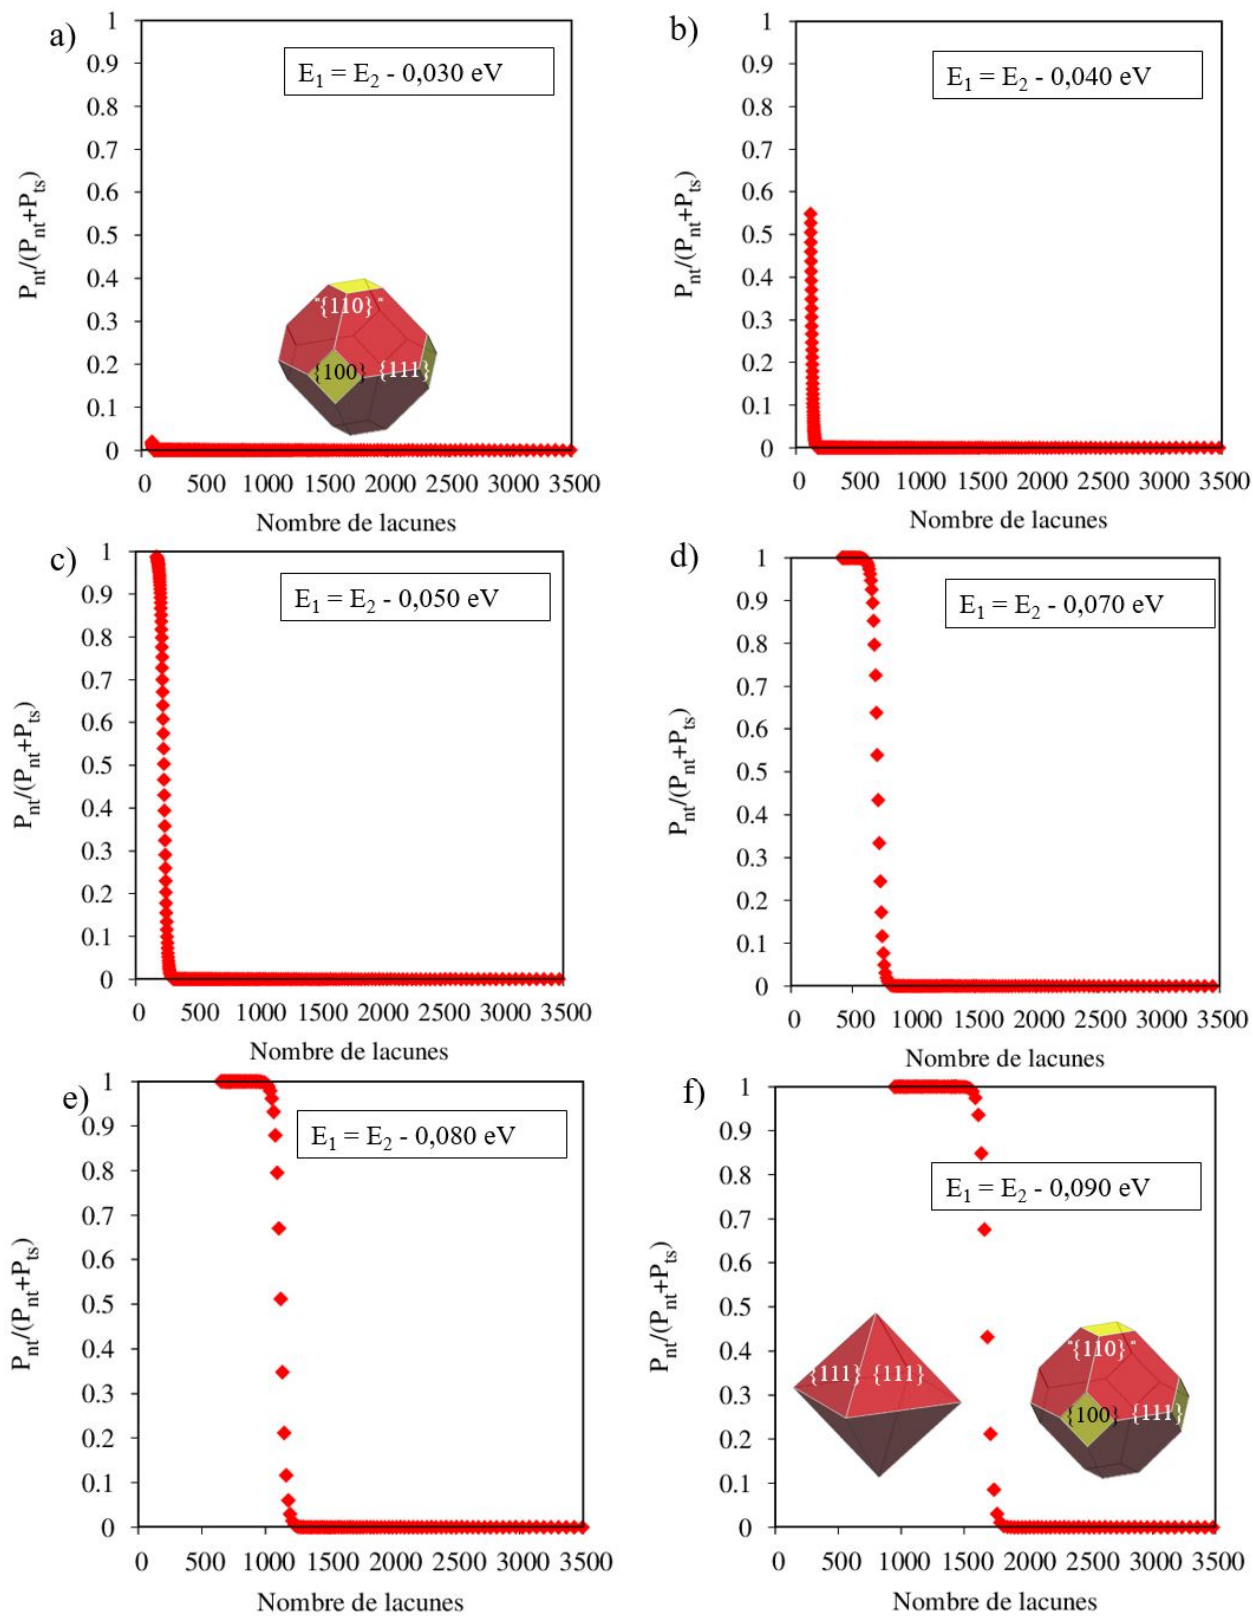 a)
E1 = E2 - 0,030 eV
1
0.9
0.8
0.7
0.6
0.5
0.4
0.3
0.2
0.1
0
Pnt/(Pnt+Pts)
"{110}"
{100} {111}
0 500 1000 1500 2000 2500 3000 3500
Nombre de lacunes
b)
E1 = E2 - 0,040 eV
1
0.9
0.8
0.7
0.6
0.5
0.4
0.3
0.2
0.1
0
Pnt/(Pnt+Pts)
0 500 1000 1500 2000 2500 3000 3500
Nombre de lacunes
c)
E1 = E2 - 0,050 eV
1
0.9
0.8
0.7
0.6
0.5
0.4
0.3
0.2
0.1
0
Pnt/(Pnt+Pts)
0 500 1000 1500 2000 2500 3000 3500
Nombre de lacunes
d)
E1 = E2 - 0,070 eV
1
0.9
0.8
0.7
0.6
0.5
0.4
0.3
0.2
0.1
0
Pnt/(Pnt+Pts)
0 500 1000 1500 2000 2500 3000 3500
Nombre de lacunes
e)
E1 = E2 - 0,080 eV
1
0.9
0.8
0.7
0.6
0.5
0.4
0.3
0.2
0.1
0
Pnt/(Pnt+Pts)
0 500 1000 1500 2000 2500 3000 3500
Nombre de lacunes
f)
E1 = E2 - 0,090 eV
1
0.9
0.8
0.7
0.6
0.5
0.4
0.3
0.2
0.1
0
Pnt/(Pnt+Pts)
{111} {111}
"{110}"
{100} {111}
0 500 1000 1500 2000 2500 3000 3500
Nombre de lacunes